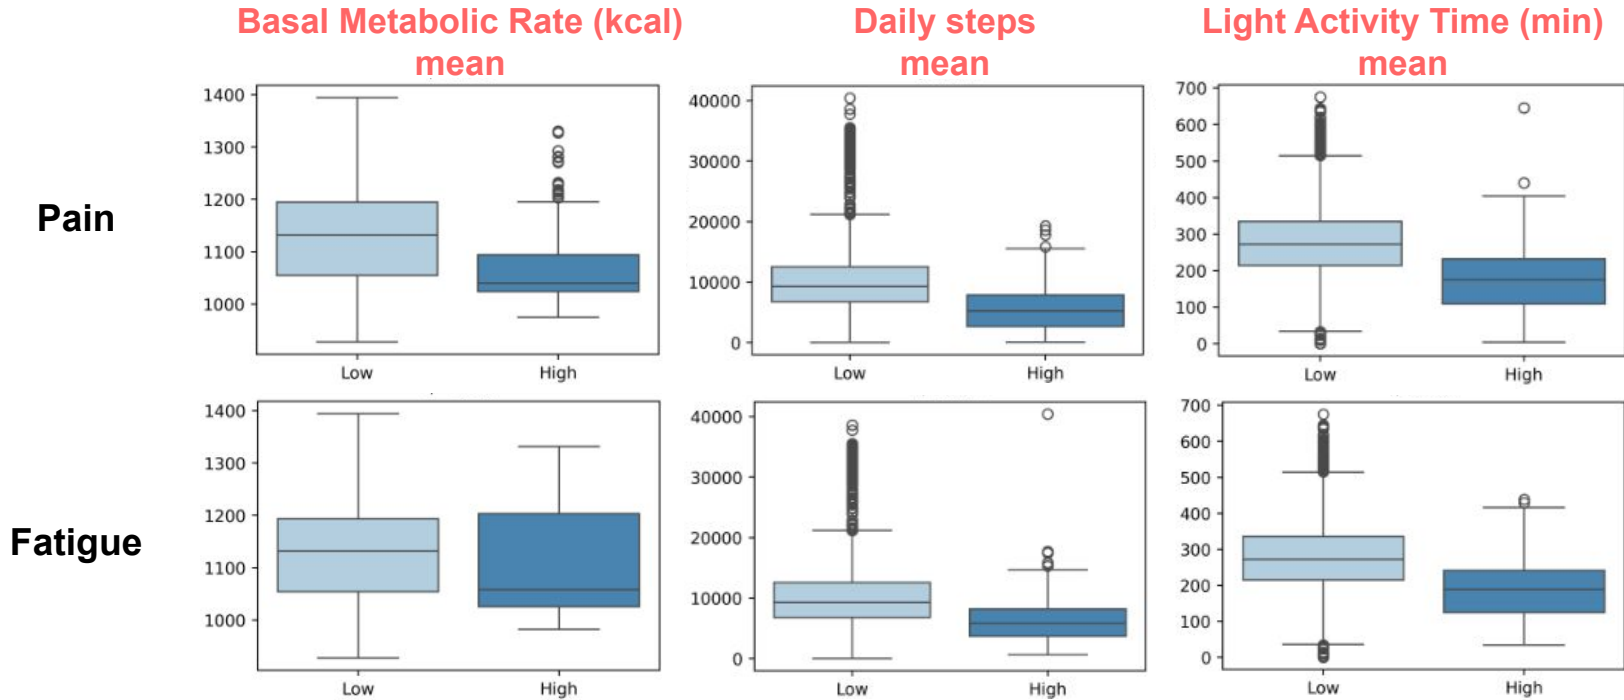 Basal Metabolic Rate (kcal)
mean
Daily steps
mean
Light Activity Time (min)
mean
Pain
1400
1300
1200
1100
1000
Low
High
40000
30000
20000
10000
0
Low
High
700
600
500
400
300
200
100
0
Low
High
Fatigue
1400
1300
1200
1100
1000
Low
High
40000
30000
20000
10000
0
Low
High
700
600
500
400
300
200
100
0
Low
High